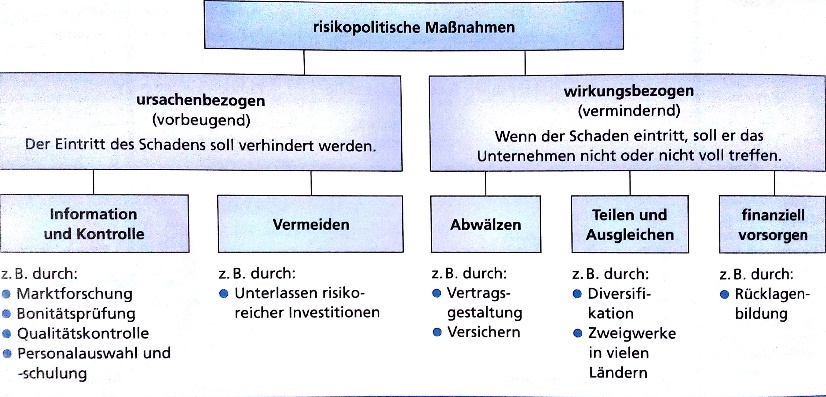 risikopolitische Maßnahmen
ursachenbezogen
(vorbeugend)
Der Eintritt des Schadens soll verhindert werden.
wirkungsbezogen
(vermindernd)
Wenn der Schaden eintritt, soll er das
Unternehmen nicht oder nicht voll treffen.
Information
und Kontrolle
z. B. durch:
Marktforschung
Bonitätsprüfung
Qualitätskontrolle
Personalauswahl und
-schulung
Vermeiden
z. B. durch:
Unterlassen risiko-
reicher Investitionen
Abwälzen
z. B. durch:
Vertrags-
gestaltung
Versichern
Teilen und
Ausgleichen
z. B. durch:
Diversifi-
kation
Zweigwerke
in vielen
Ländern
finanziell
vorsorgen
z. B. durch:
Rücklagen-
bildung